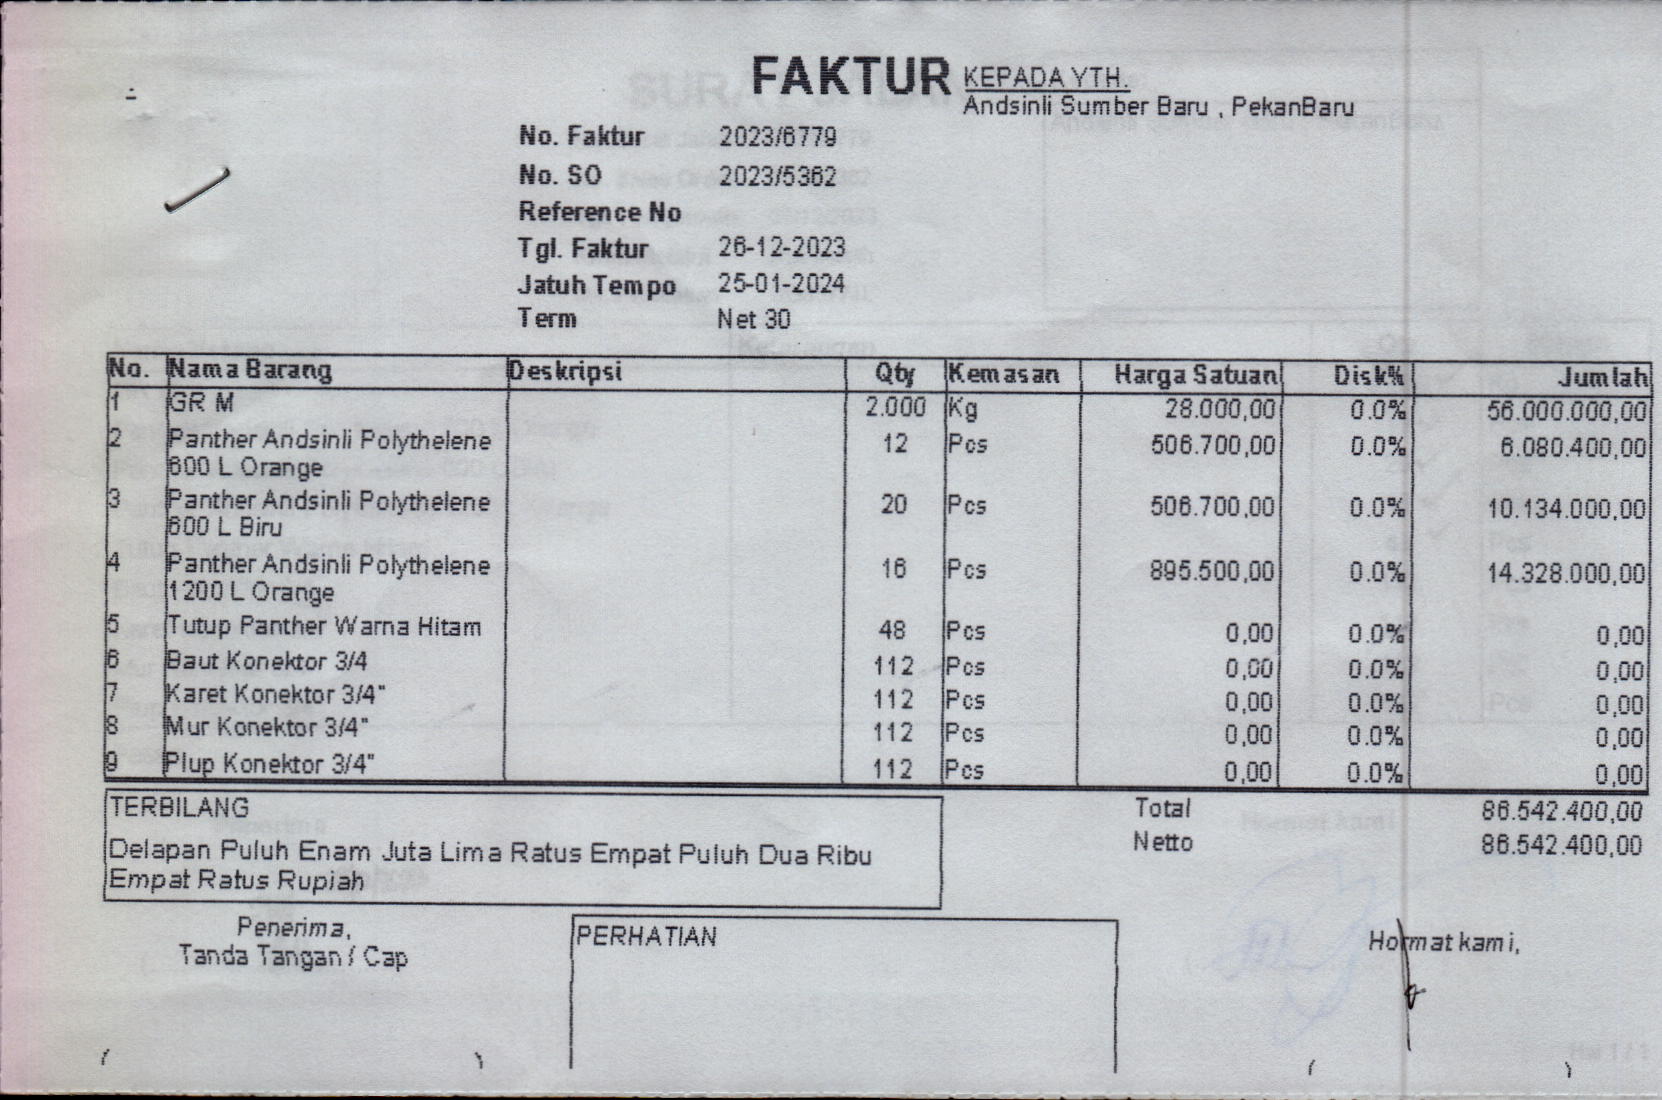 FAKTUR
KEPADA YTH.
Andsinli Sumber Baru , PekanBaru
No. Faktur 2023/6779
No. SO 2023/5362
Reference No
Tgl. Faktur 26-12-2023
Jatuh Tempo 25-01-2024
Term Net 30
No. Nama Barang Deskripsi Qty Kemasan Harga Satuan Disk% Jumlah
1 GR M 2.000 Kg 28.000,00 0.0% 56.000.000,00
2 Panther Andsinli Polythelene 12 Pcs 506.700,00 0.0% 6.080.400,00
600 L Orange
3 Panther Andsinli Polythelene 20 Pcs 506.700,00 0.0% 10.134.000,00
600 L Biru
4 Panther Andsinli Polythelene 16 Pcs 895.500,00 0.0% 14.328.000,00
1200 L Orange
5 Tutup Panther Warna Hitam 48 Pcs 0,00 0.0% 0,00
6 Baut Konektor 3/4 112 Pcs 0,00 0.0% 0,00
7 Karet Konektor 3/4" 112 Pcs 0,00 0.0% 0,00
8 Mur Konektor 3/4" 112 Pcs 0,00 0.0% 0,00
9 Plup Konektor 3/4" 112 Pcs 0,00 0.0% 0,00
TERBILANG
Delapan Puluh Enam Juta Lima Ratus Empat Puluh Dua Ribu
Empat Ratus Rupiah
Total 86.542.400,00
Netto 86.542.400,00
Penerima,
Tanda Tangan / Cap
PERHATIAN
Hormat kami,
( )
( )